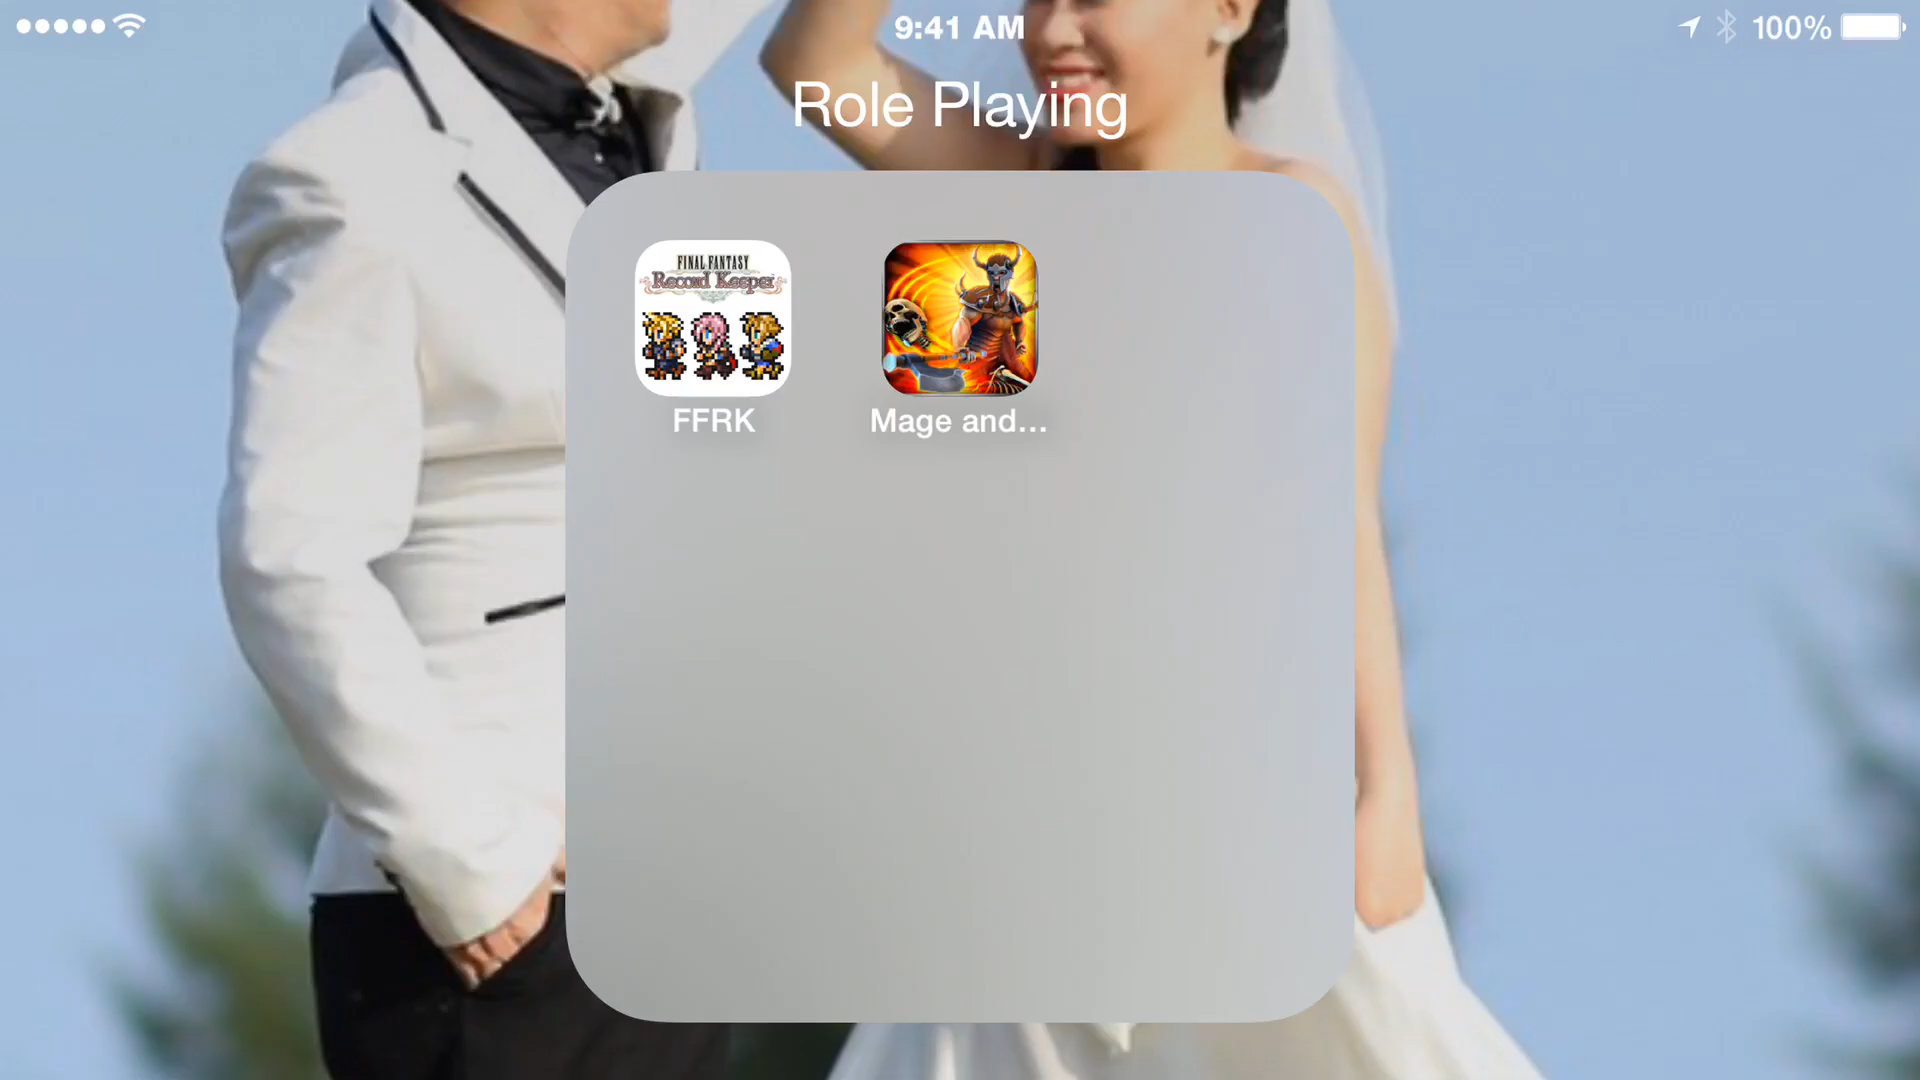 9:41 AM
100%
Role Playing
FINAL FANTASY
Record Keeper
FFRK
Mage and...